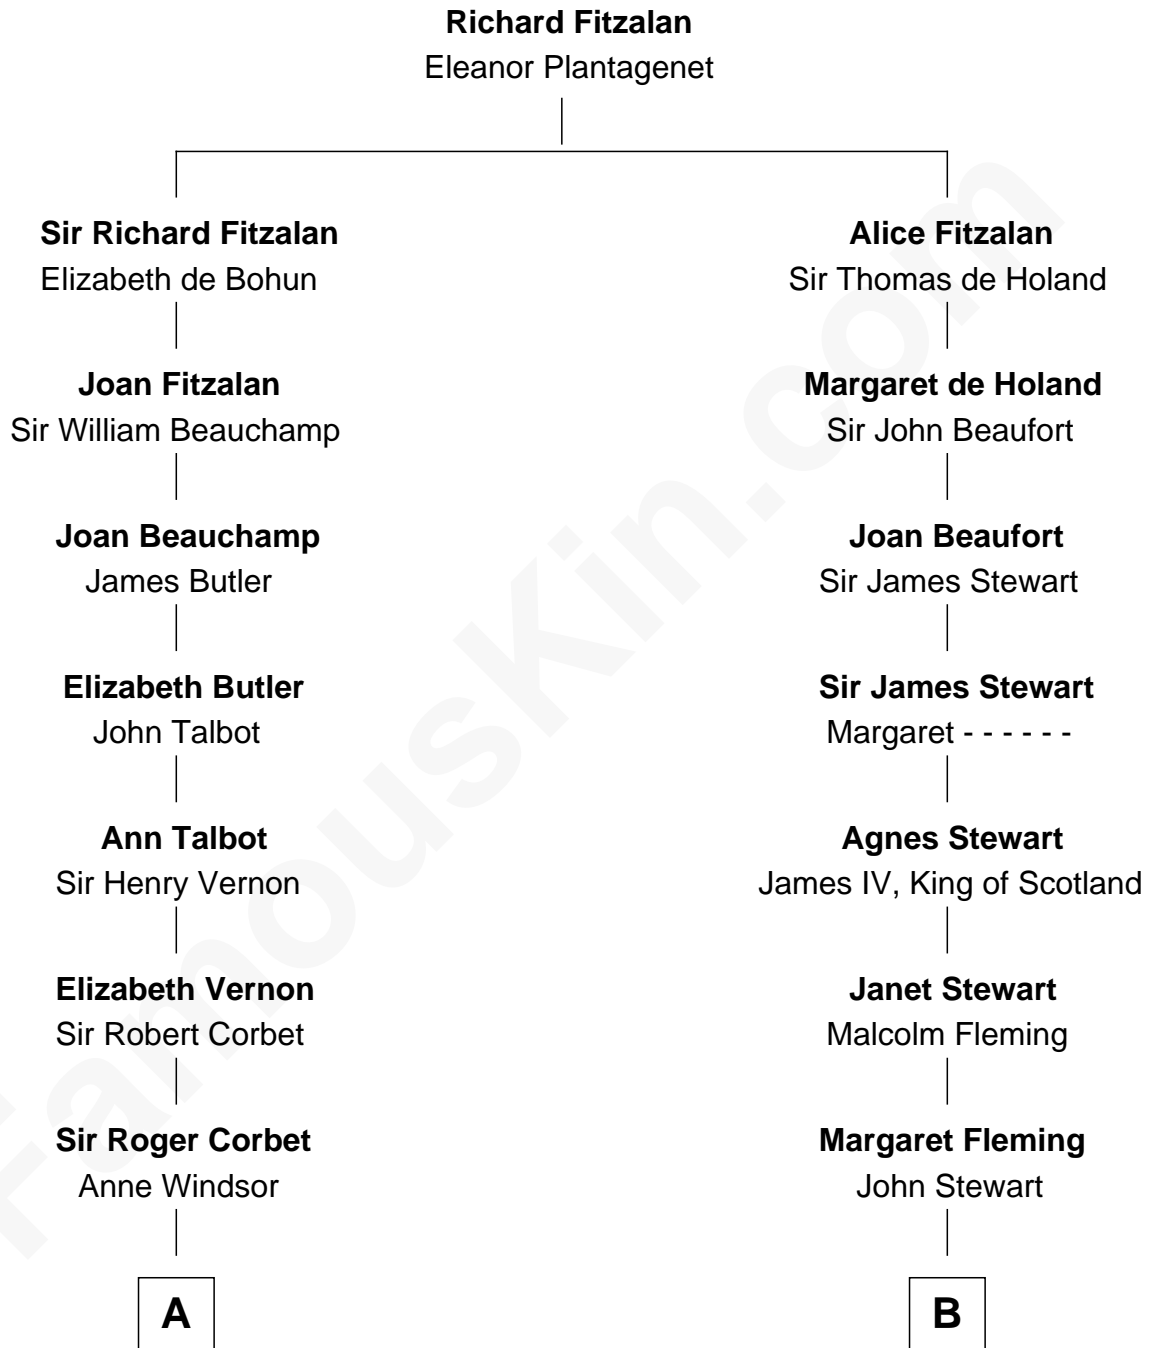 Richard Fitzalan
Eleanor Plantagenet
Sir Richard Fitzalan
Elizabeth de Bohun
Alice Fitzalan
Sir Thomas de Holand
Joan Fitzalan
Sir William Beauchamp
Margaret de Holand
Sir John Beaufort
Joan Beauchamp
James Butler
Joan Beaufort
Sir James Stewart
Elizabeth Butler
John Talbot
Sir James Stewart
Margaret - - - - - -
Ann Talbot
Sir Henry Vernon
Agnes Stewart
James IV, King of Scotland
Elizabeth Vernon
Sir Robert Corbet
Janet Stewart
Malcolm Fleming
Sir Roger Corbet
Anne Windsor
Margaret Fleming
John Stewart
A
B
FamousKin.com